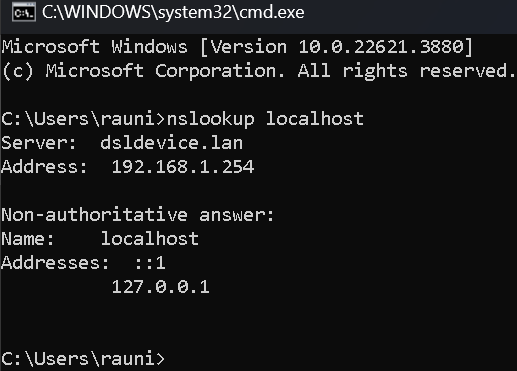 C:\WINDOWS\system32\cmd.exe
Microsoft Windows [Version 10.0.22621.3880]
(c) Microsoft Corporation. All rights reserved.
C:\Users\rauni>nslookup localhost
Server:  dsldevice.lan
Address:  192.168.1.254
Non-authoritative answer:
Name:    localhost
Addresses:  ::1
          127.0.0.1
C:\Users\rauni>